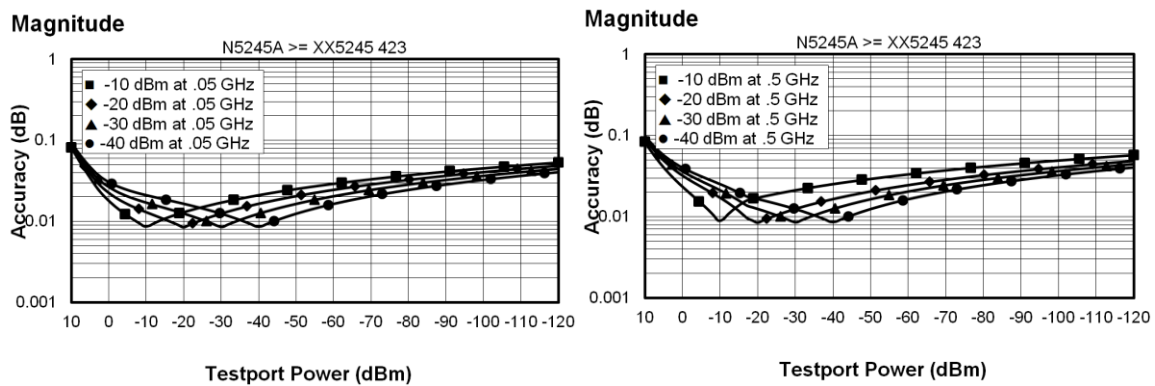 Magnitude
N5245A >= XX5245 423
1
-10 dBm at .05 GHz
-20 dBm at .05 GHz
-30 dBm at .05 GHz
-40 dBm at .05 GHz
0.1
Accuracy (dB)
0.01
0.001
10 0 -10 -20 -30 -40 -50 -60 -70 -80 -90 -100 -110 -120
Testport Power (dBm)
Magnitude
N5245A >= XX5245 423
1
-10 dBm at .5 GHz
-20 dBm at .5 GHz
-30 dBm at .5 GHz
-40 dBm at .5 GHz
0.1
Accuracy (dB)
0.01
0.001
10 0 -10 -20 -30 -40 -50 -60 -70 -80 -90 -100 -110 -120
Testport Power (dBm)